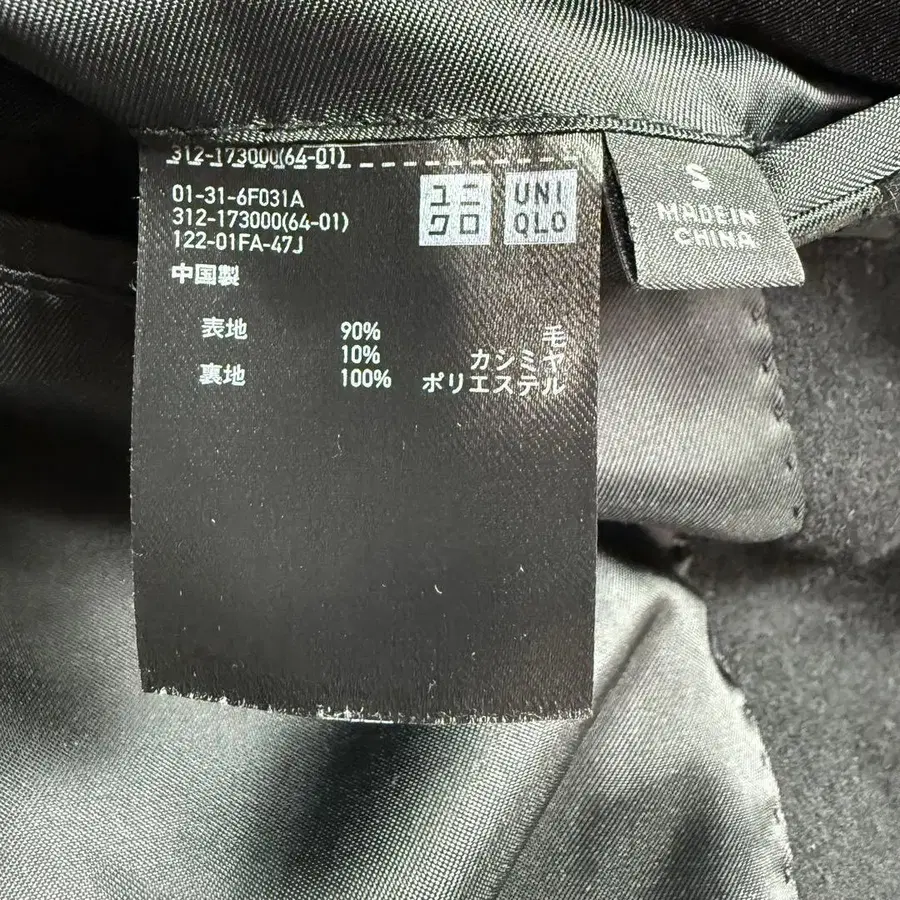 312-173000(64-01)
01-31-6F031A
312-173000(64-01)
122-01FA-47J
ユニ
クロ
UNI
QLO
中国製
表地 90% 毛
10% カシミヤ
裏地 100% ポリエステル
S
MADE IN
CHINA